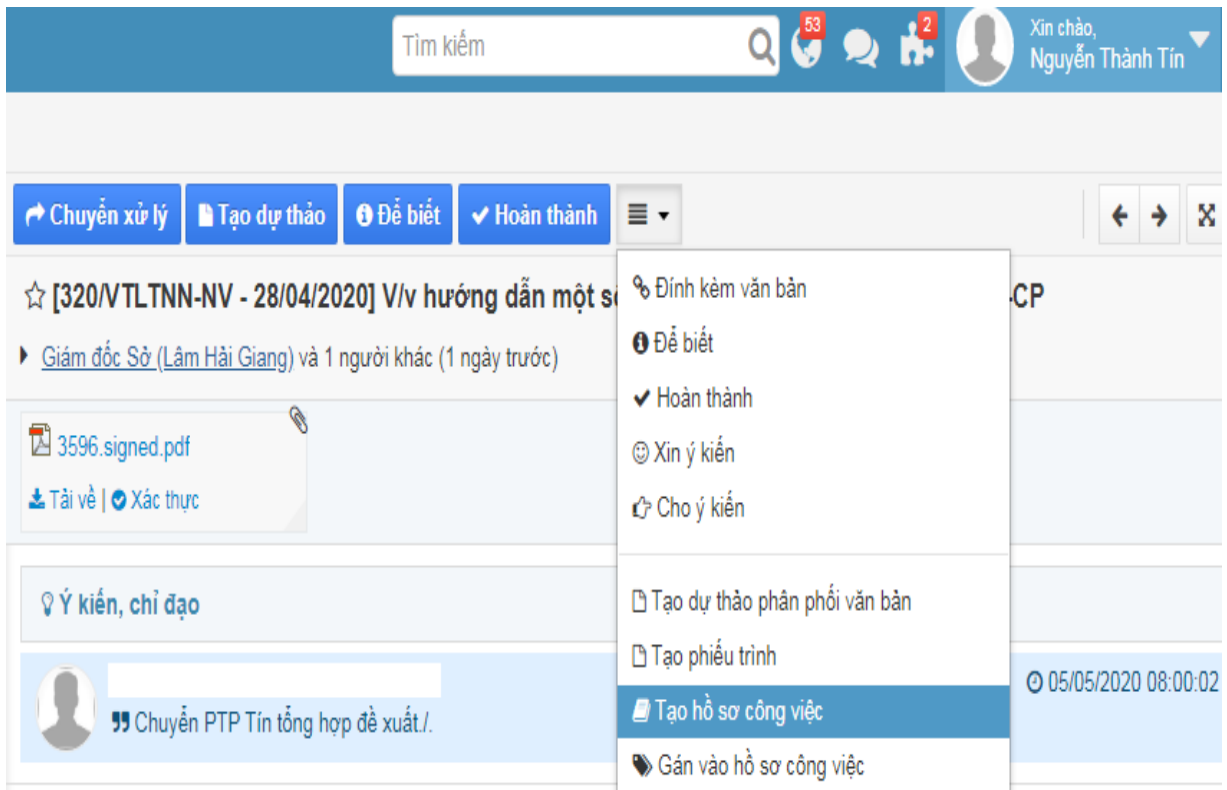 Tìm kiếm
53
2
Xin chào,
Nguyễn Thành Tín
Chuyển xử lý
Tạo dự thảo
Để biết
Hoàn thành
[320/VTLTNN-NV - 28/04/2020] V/v hướng dẫn một số
-CP
Giám đốc Sở (Lâm Hải Giang) và 1 người khác (1 ngày trước)
3596.signed.pdf
Tải về | Xác thực
Ý kiến, chỉ đạo
Chuyển PTP Tín tổng hợp đề xuất./.
05/05/2020 08:00:02
Đính kèm văn bản
Để biết
Hoàn thành
Xin ý kiến
Cho ý kiến
Tạo dự thảo phân phối văn bản
Tạo phiếu trình
Tạo hồ sơ công việc
Gán vào hồ sơ công việc